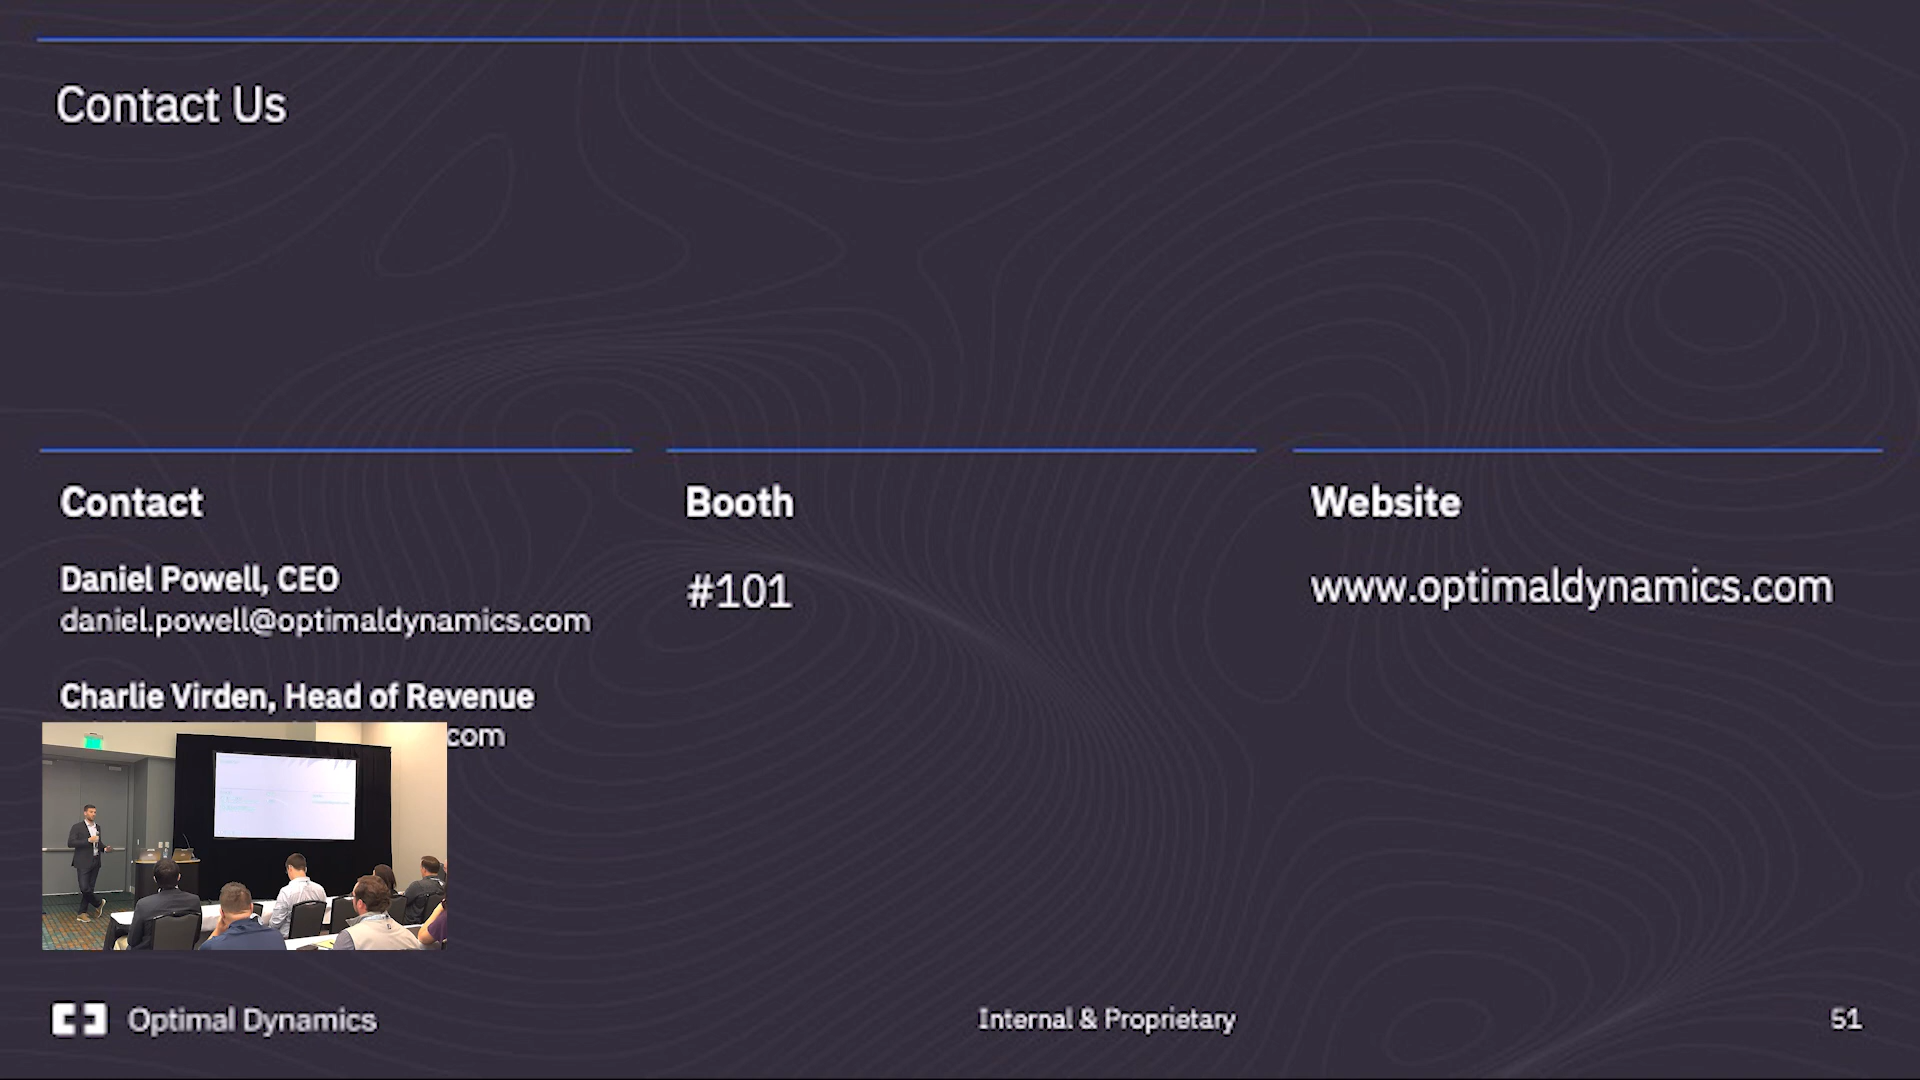 Contact Us
Contact
Daniel Powell, CEO
daniel.powell@optimaldynamics.com
Charlie Virden, Head of Revenue
com
Booth
#101
Website
www.optimaldynamics.com
Optimal Dynamics
Internal & Proprietary
51